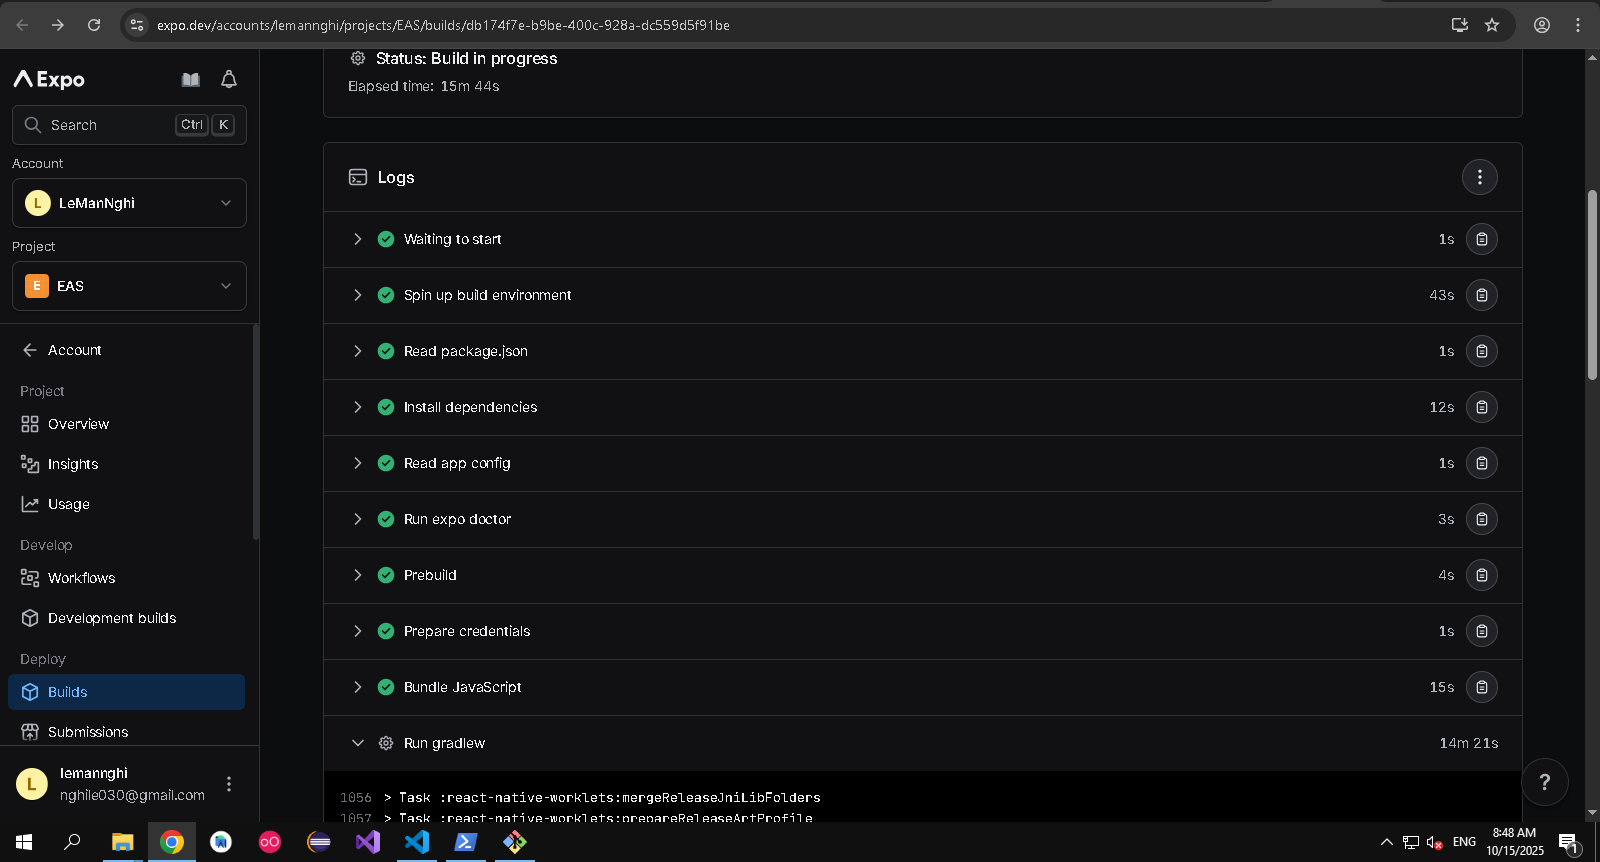 expo.dev/accounts/lemannghi/projects/EAS/builds/db174f7e-b9be-400c-928a-dc559d5f91be
Expo
Search Ctrl K
Account
L LeManNghi
Project
E EAS
Account
Project
Overview
Insights
Usage
Develop
Workflows
Development builds
Deploy
Builds
Submissions
L lemannghi
nghile030@gmail.com
Status: Build in progress
Elapsed time: 15m 44s
Logs
Waiting to start 1s
Spin up build environment 43s
Read package.json 1s
Install dependencies 12s
Read app config 1s
Run expo doctor 3s
Prebuild 4s
Prepare credentials 1s
Bundle JavaScript 15s
Run gradlew 14m 21s
1056 > Task :react-native-worklets:mergeReleaseJniLibFolders
1057 > Task :react-native-worklets:prepareReleaseArtProfile
?
ENG
8:48 AM
10/15/2025
1